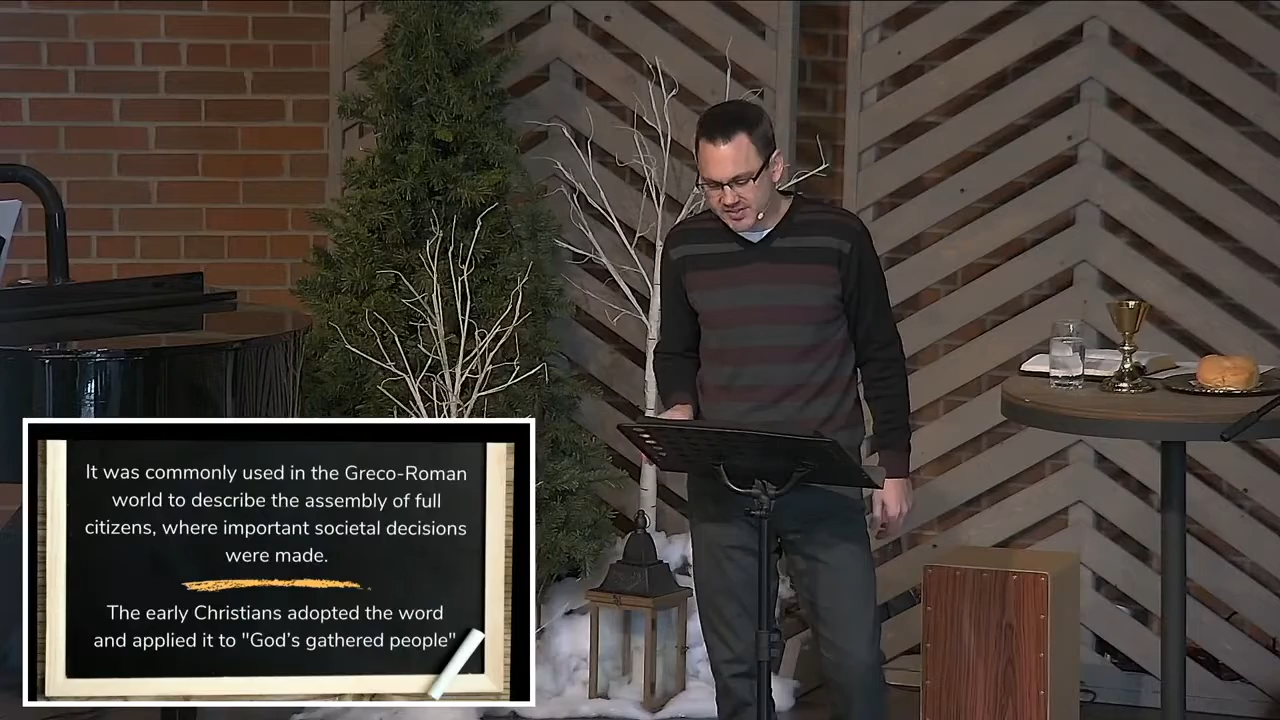 It was commonly used in the Greco-Roman
world to describe the assembly of full
citizens, where important societal decisions
were made.
The early Christians adopted the word
and applied it to "God's gathered people"